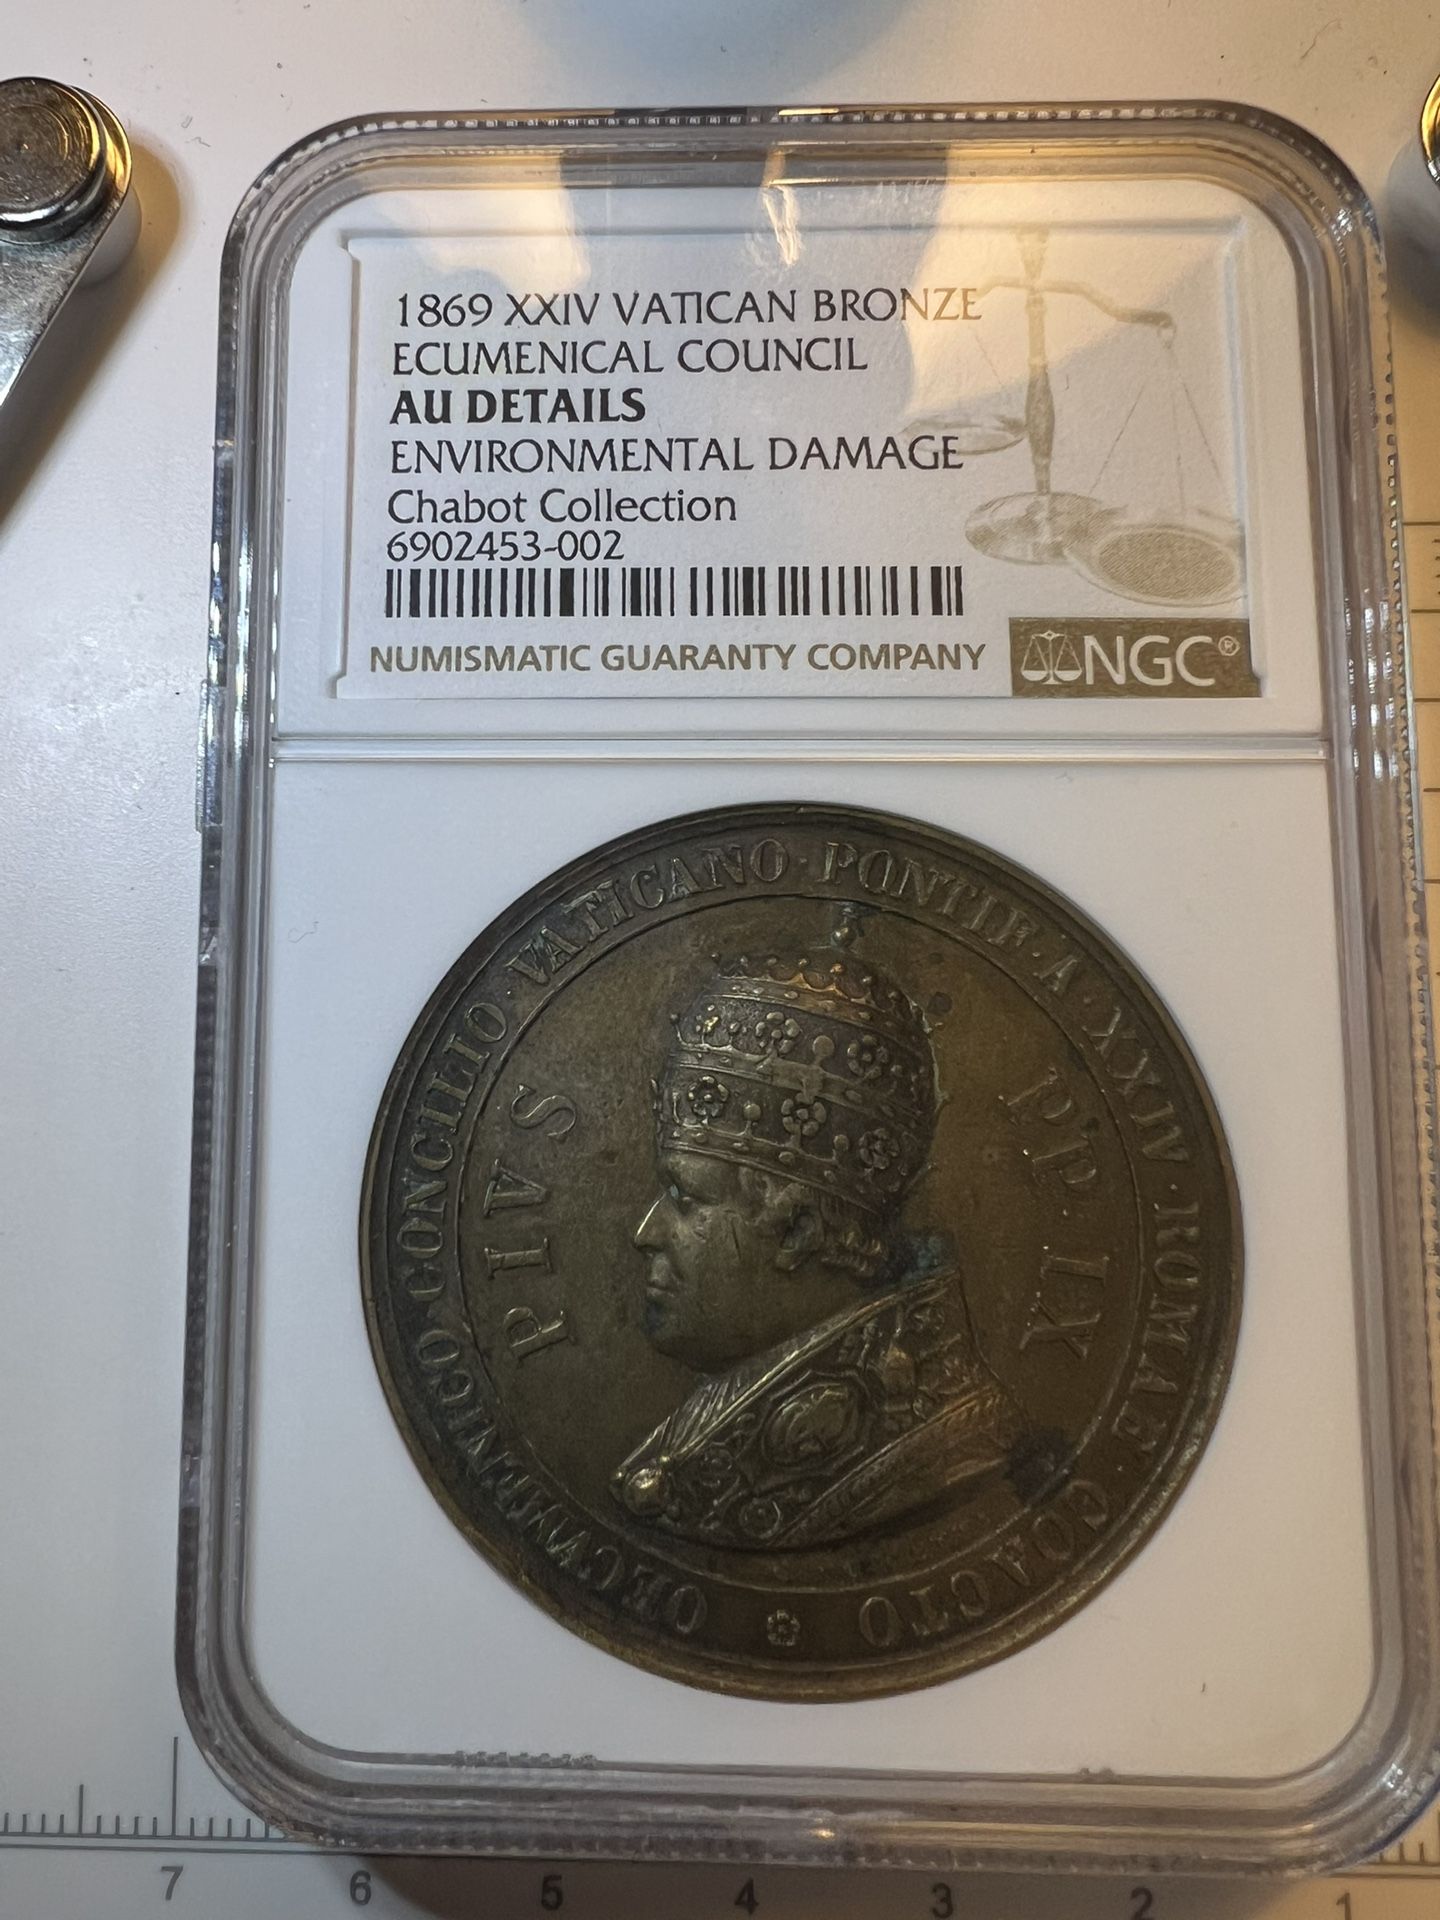 1869 XXIV VATICAN BRONZE
ECUMENICAL COUNCIL
AU DETAILS
ENVIRONMENTAL DAMAGE
Chabot Collection
6902453-002
NUMISMATIC GUARANTY COMPANY
NGC®
OECVMENICO CONCILIO · VATICANO · PONTIF · A · XXIV · ROMAE COACTO
PIVS
PP IX
7 6 5 4 3 2 1